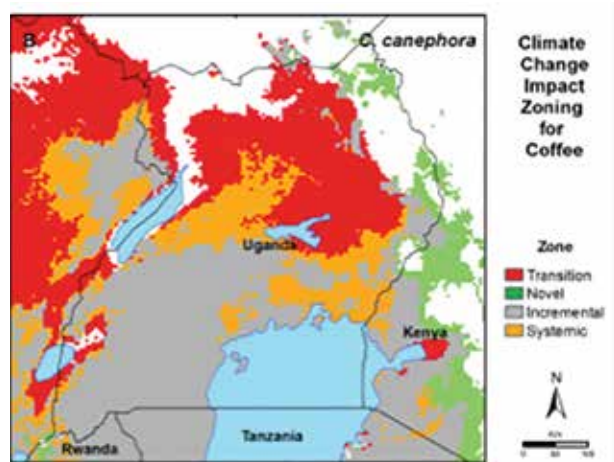 B
C. canephora
Climate
Change
Impact
Zoning
for
Coffee
Uganda
Kenya
Rwanda
Tanzania
Zone
Transition
Novel
Incremental
Systemic
N